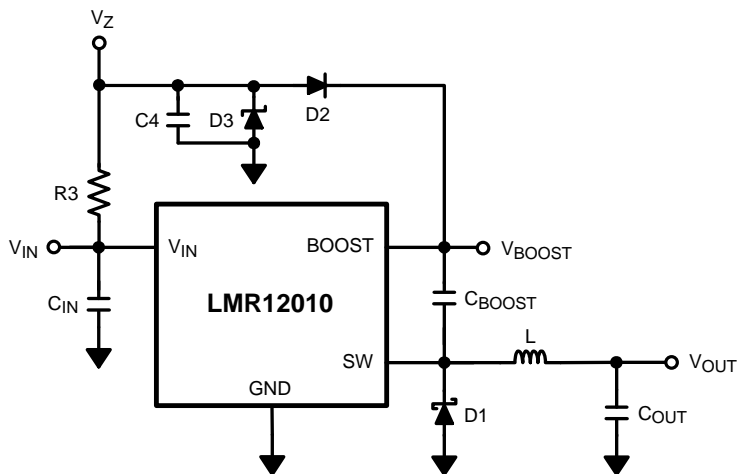 VZ
C4
D3
D2
R3
VIN
VIN
BOOST
VBOOST
CIN
LMR12010
CBOOST
L
SW
VOUT
GND
D1
COUT